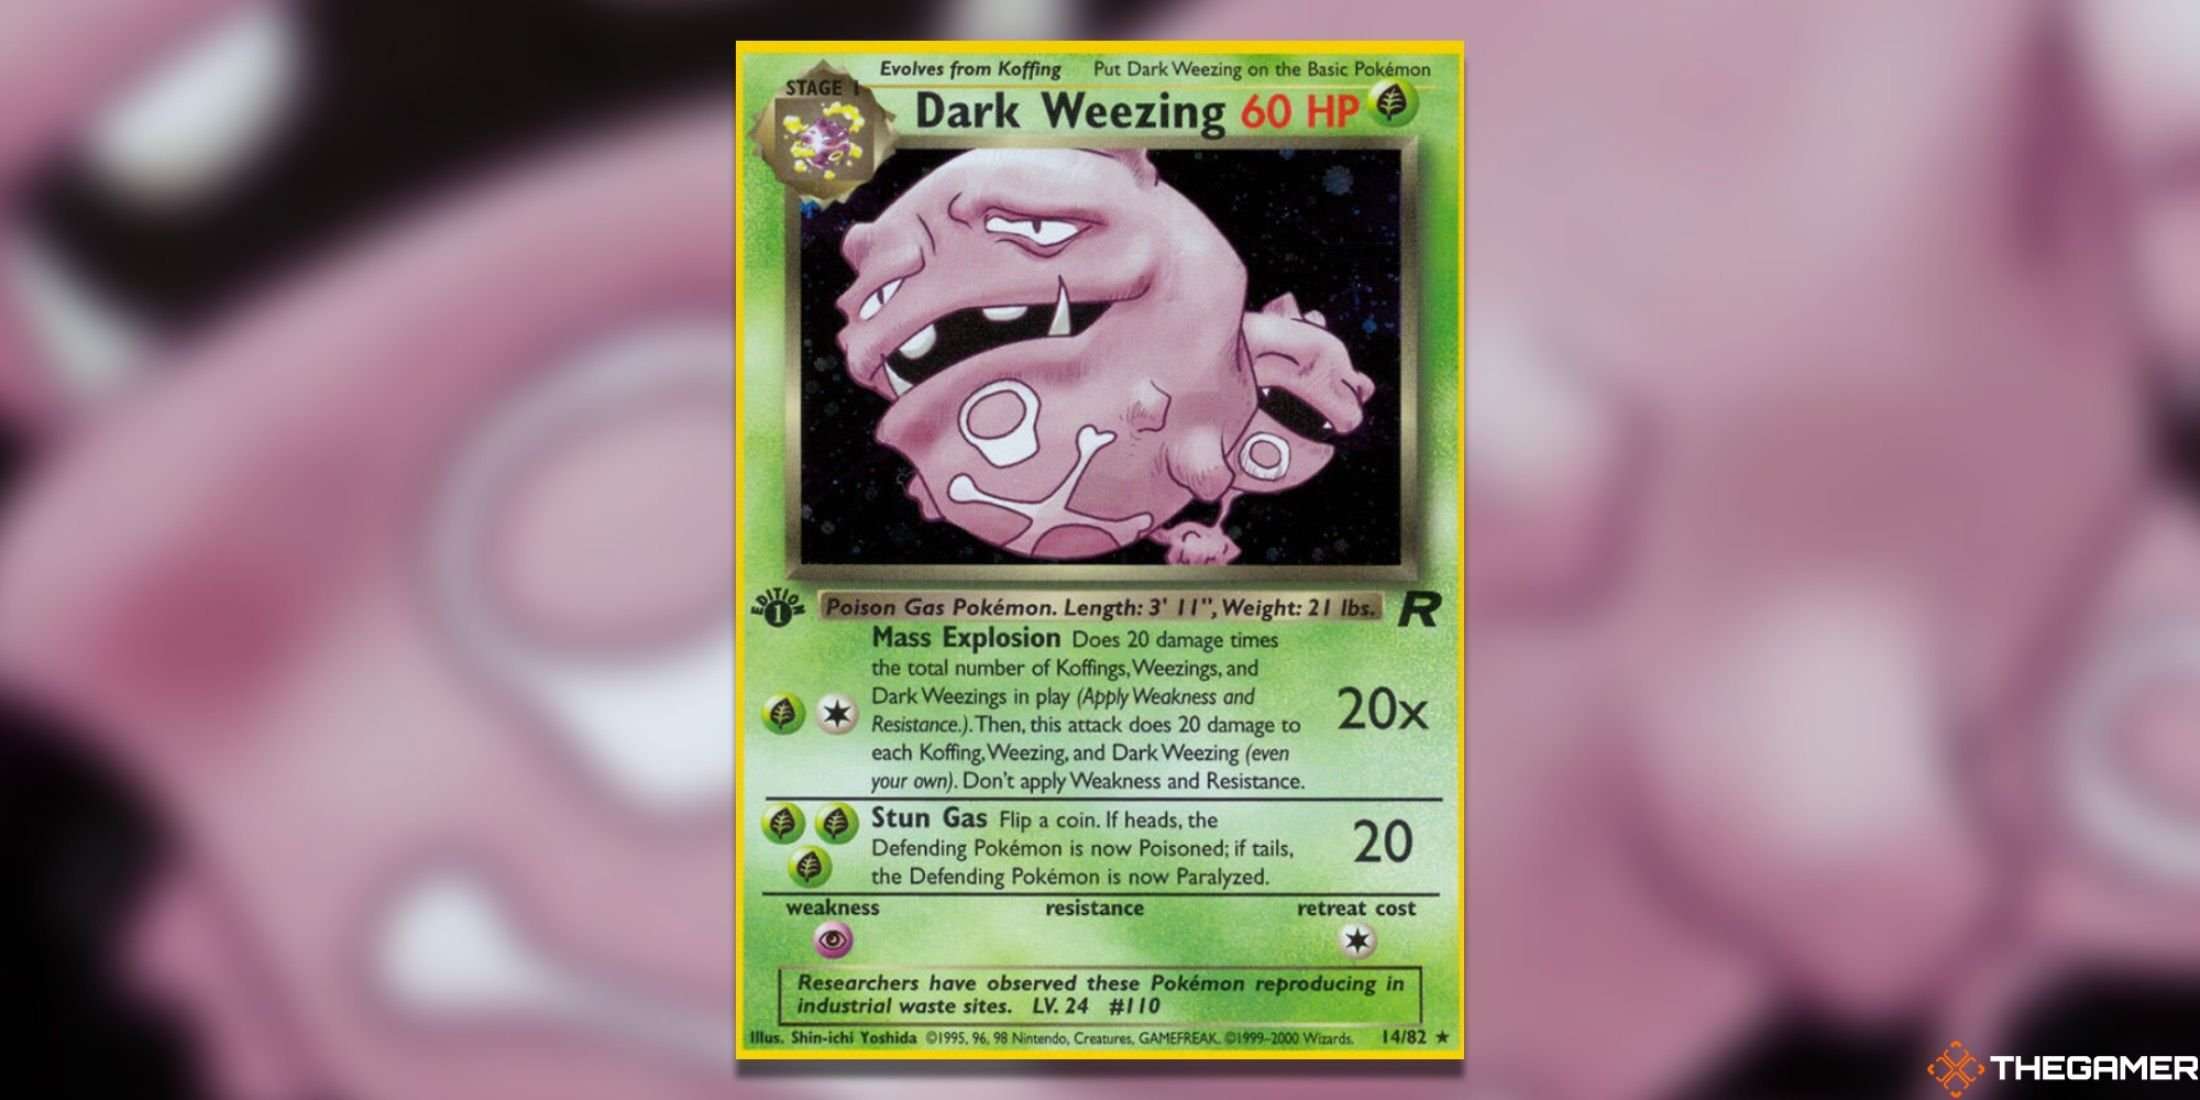 Evolves from Koffing Put Dark Weezing on the Basic Pokémon
STAGE 1
Dark Weezing 60 HP
EDITION
1
Poison Gas Pokémon. Length: 3' 11", Weight: 21 lbs.
R
Mass Explosion Does 20 damage times
the total number of Koffings, Weezings, and
Dark Weezings in play (Apply Weakness and
Resistance.). Then, this attack does 20 damage to
each Koffing, Weezing, and Dark Weezing (even
your own). Don't apply Weakness and Resistance.
20x
Stun Gas Flip a coin. If heads, the
Defending Pokémon is now Poisoned; if tails,
the Defending Pokémon is now Paralyzed.
20
weakness resistance retreat cost
Researchers have observed these Pokémon reproducing in
industrial waste sites. LV. 24 #110
Illus. Shin-ichi Yoshida ©1995, 96, 98 Nintendo, Creatures, GAMEFREAK. ©1999–2000 Wizards. 14/82 ★
THEGAMER